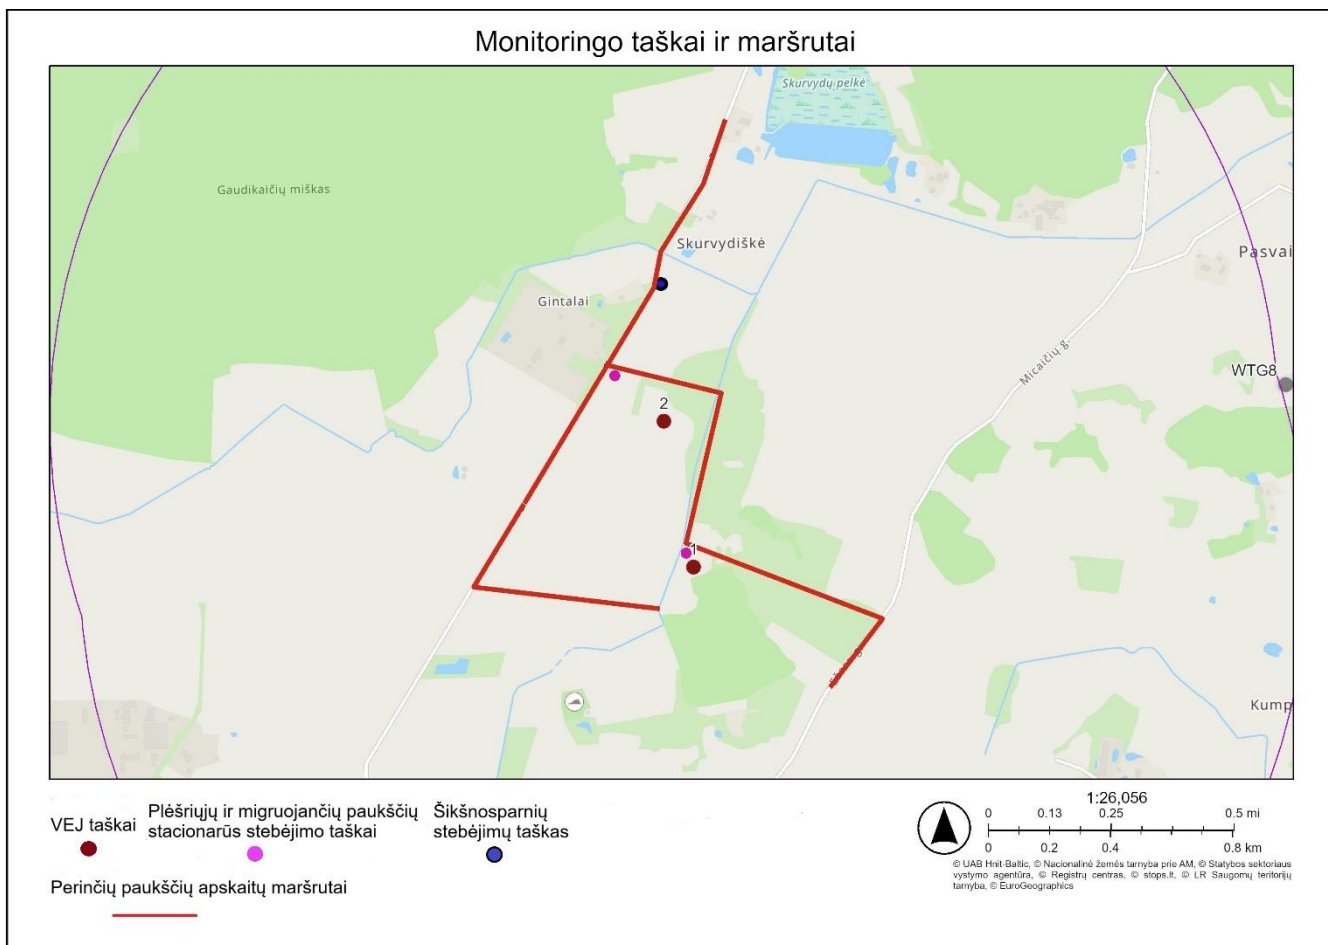 Monitoringo taškai ir maršrutai
Skurvydų pelkė
Gaudikaičių miškas
Skurvydiškė
Pasvai
Gintalai
Micaičių g.
WTG8
2
1
Kump
VEJ taškai
Plėšriųjų ir migruojančių paukščių
stacionarūs stebėjimo taškai
Šikšnosparnių
stebėjimų taškas
Perinčių paukščių apskaitų maršrutai
1:26,056
0 0.13 0.25 0.5 mi
0 0.2 0.4 0.8 km
© UAB Hnit-Baltic, © Nacionalinė žemės tarnyba prie AM, © Statybos sektoriaus
vystymo agentūra, © Registrų centras, © stops.lt, © LR Saugomų teritorijų
tarnyba, © EuroGeographics